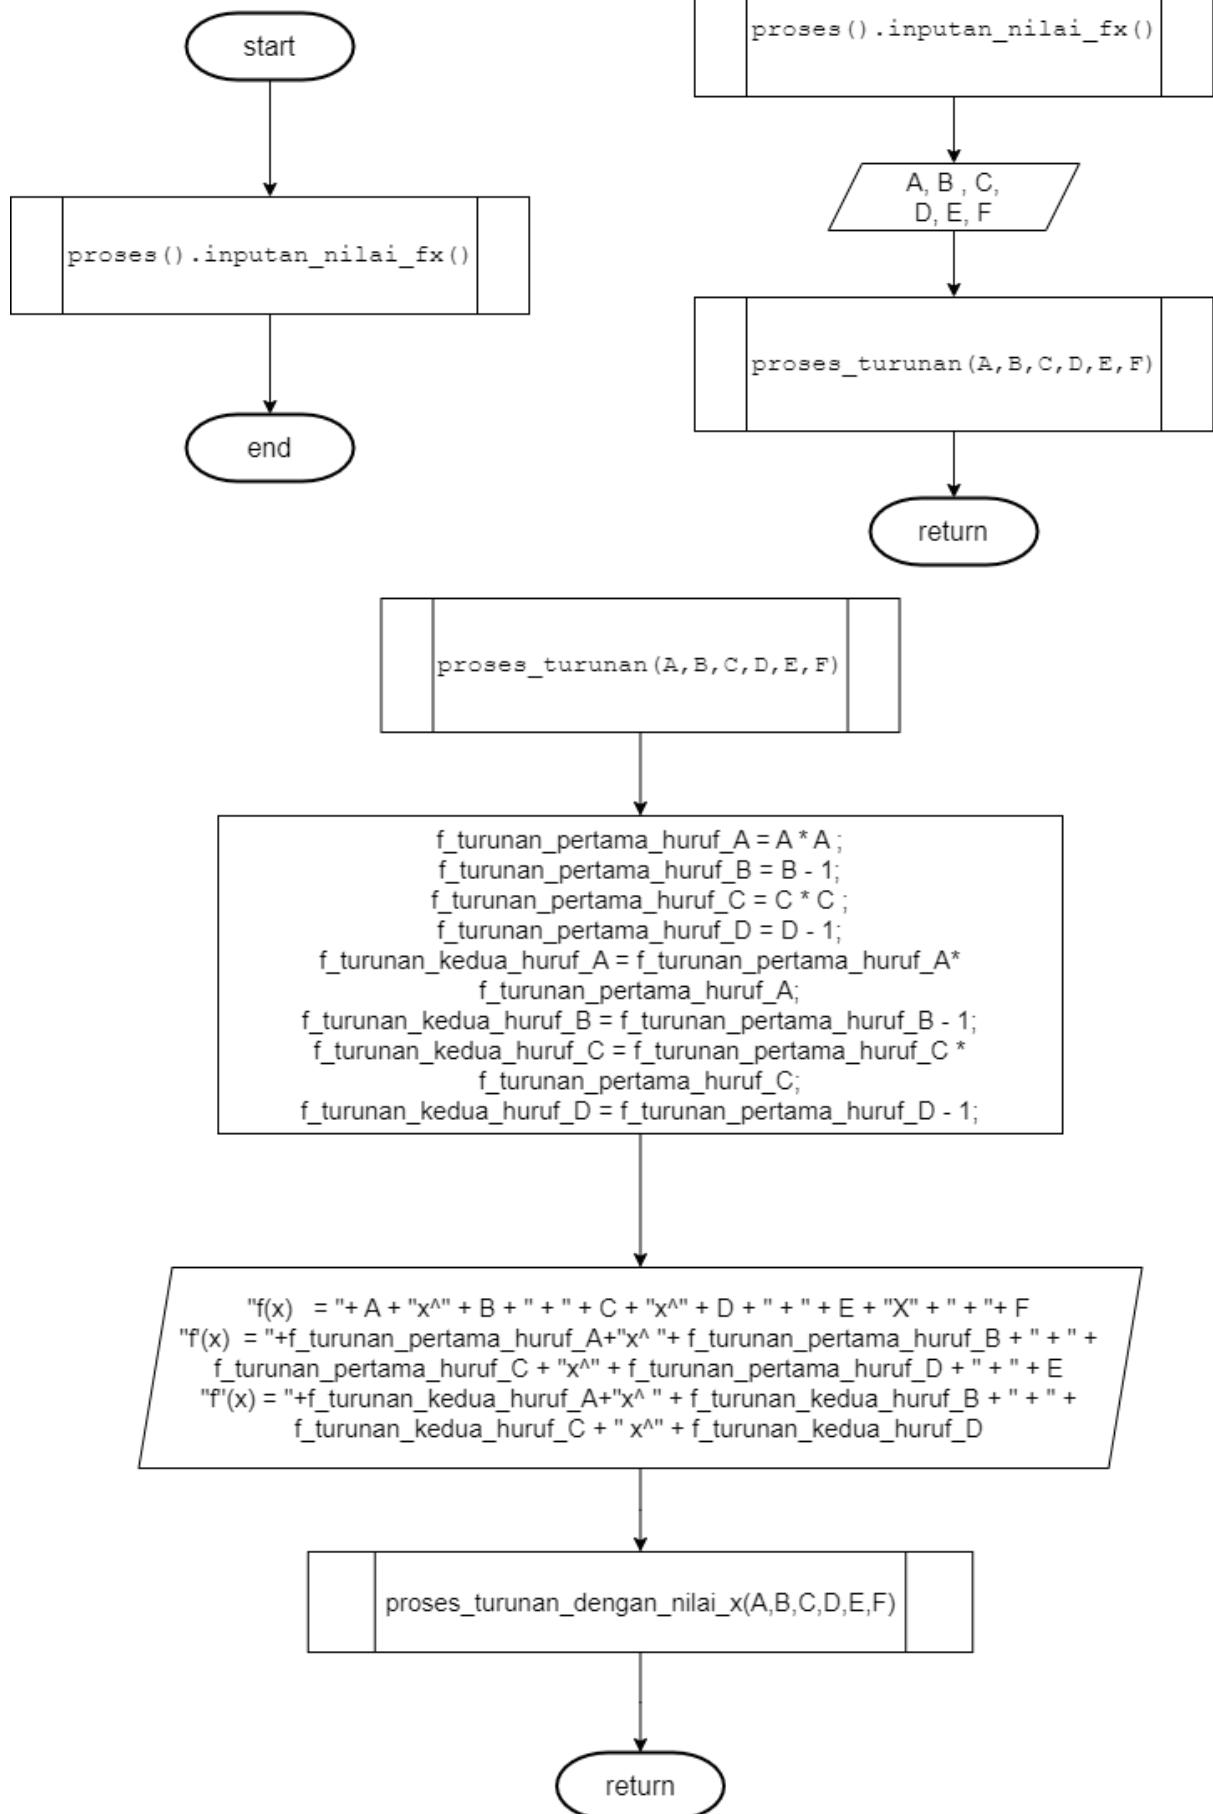 start
proses().inputan_nilai_fx()
end
proses().inputan_nilai_fx()
A, B , C,
D, E, F
proses_turunan(A,B,C,D,E,F)
return
proses_turunan(A,B,C,D,E,F)
f_turunan_pertama_huruf_A = A * A ;
f_turunan_pertama_huruf_B = B - 1;
f_turunan_pertama_huruf_C = C * C ;
f_turunan_pertama_huruf_D = D - 1;
f_turunan_kedua_huruf_A = f_turunan_pertama_huruf_A*
f_turunan_pertama_huruf_A;
f_turunan_kedua_huruf_B = f_turunan_pertama_huruf_B - 1;
f_turunan_kedua_huruf_C = f_turunan_pertama_huruf_C *
f_turunan_pertama_huruf_C;
f_turunan_kedua_huruf_D = f_turunan_pertama_huruf_D - 1;
"f(x)   = "+ A + "x^" + B + " + " + C + "x^" + D + " + " + E + "X" + " + "+ F
"f'(x)  = "+f_turunan_pertama_huruf_A+"x^ "+ f_turunan_pertama_huruf_B + " + " +
f_turunan_pertama_huruf_C + "x^" + f_turunan_pertama_huruf_D + " + " + E
"f"(x) = "+f_turunan_kedua_huruf_A+"x^ " + f_turunan_kedua_huruf_B + " + " +
f_turunan_kedua_huruf_C + " x^" + f_turunan_kedua_huruf_D
proses_turunan_dengan_nilai_x(A,B,C,D,E,F)
return